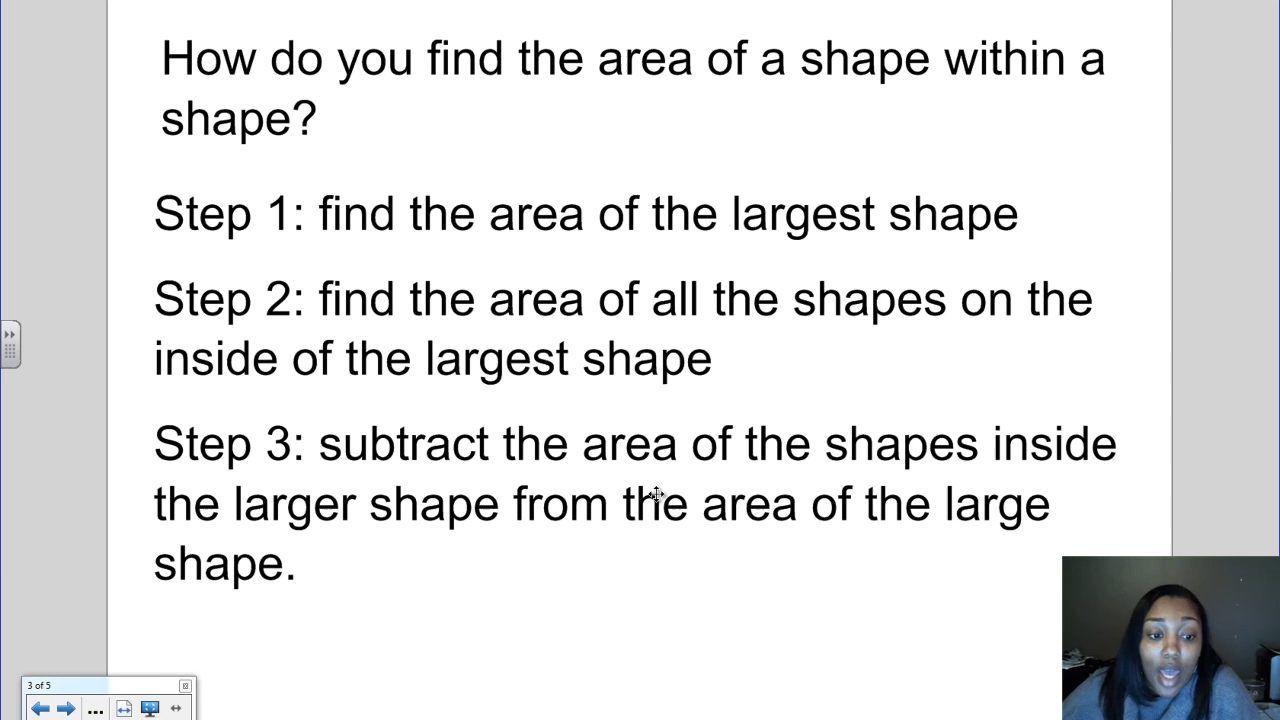 How do you find the area of a shape within a
shape?
Step 1: find the area of the largest shape
Step 2: find the area of all the shapes on the
inside of the largest shape
Step 3: subtract the area of the shapes inside
the larger shape from the area of the large
shape.
3 of 5
...